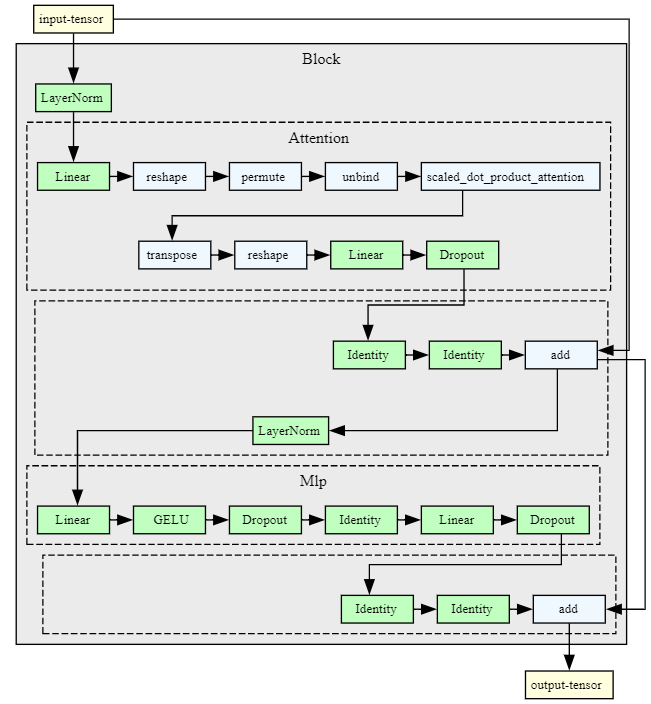 input-tensor
Block
LayerNorm
Attention
Linear reshape permute unbind scaled_dot_product_attention
transpose reshape Linear Dropout
Identity Identity add
LayerNorm
Mlp
Linear GELU Dropout Identity Linear Dropout
Identity Identity add
output-tensor